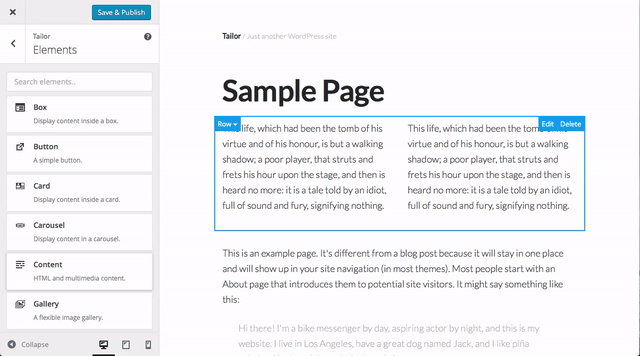 Save & Publish
Tailor
Elements
Search elements..
Box
Display content inside a box.
Button
A simple button.
Card
Display content inside a card.
Carousel
Display content in a carousel.
Content
HTML and multimedia content.
Gallery
A flexible image gallery.
Collapse
Tailor / Just another WordPress site
Sample Page
Row
Edit Delete
life, which had been the tomb of his
virtue and of his honour, is but a walking
shadow; a poor player, that struts and
frets his hour upon the stage, and then is
heard no more: it is a tale told by an idiot,
full of sound and fury, signifying nothing.
This life, which had been the tomb of his
virtue and of his honour, is but a walking
shadow; a poor player, that struts and
frets his hour upon the stage, and then is
heard no more: it is a tale told by an idiot,
full of sound and fury, signifying nothing.
This is an example page. It's different from a blog post because it will stay in one place
and will show up in your site navigation (in most themes). Most people start with an
About page that introduces them to potential site visitors. It might say something like
this:
Hi there! I'm a bike messenger by day, aspiring actor by night, and this is my
website. I live in Los Angeles, have a great dog named Jack, and I like piña